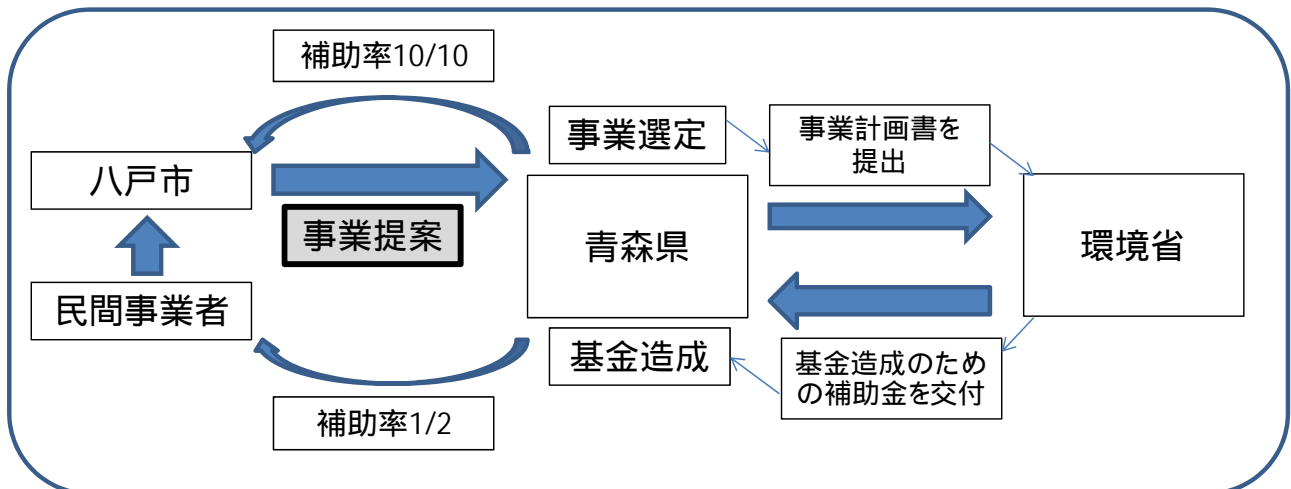 補助率10/10
事業選定
事業計画書を
提出
八戸市
事業提案
青森県
環境省
民間事業者
基金造成
基金造成のため
の補助金を交付
補助率1/2